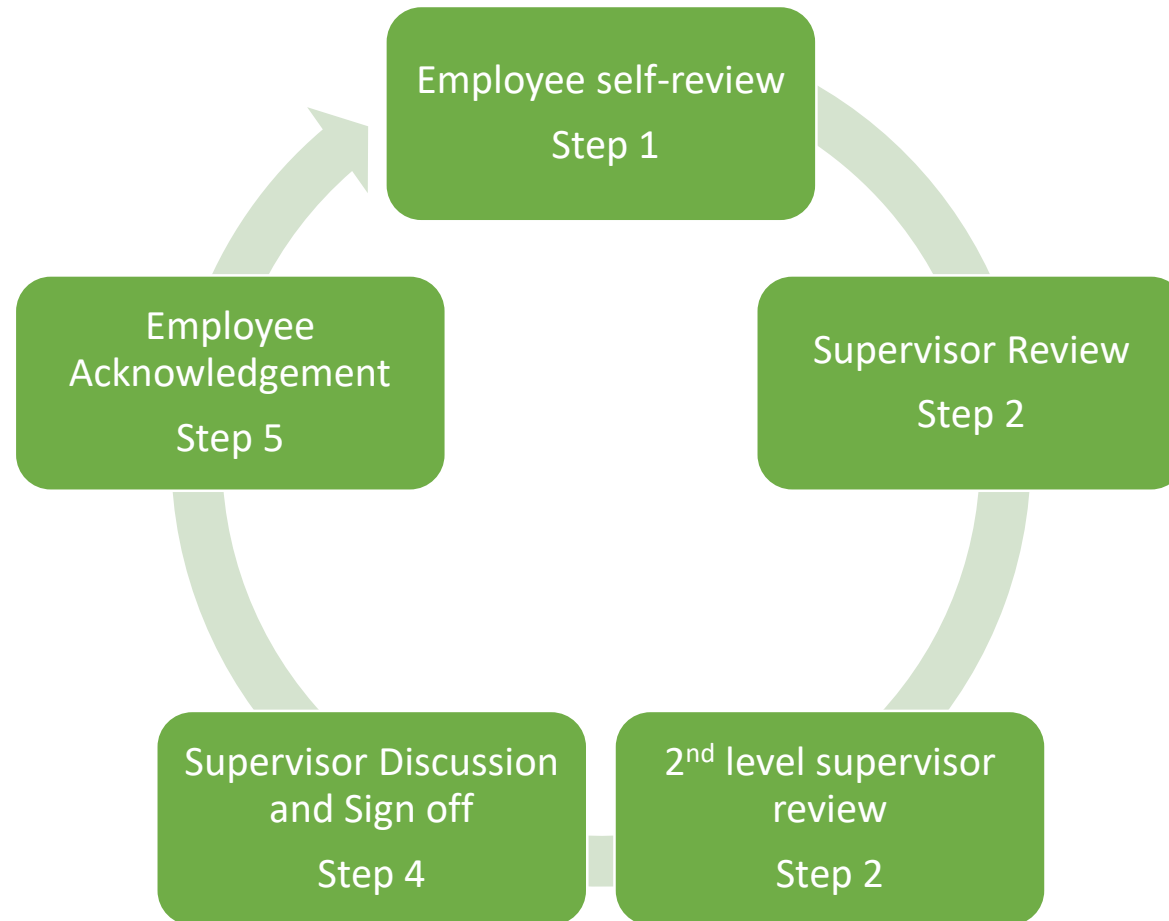 Employee self-review
Step 1
Supervisor Review
Step 2
2nd level supervisor
review
Step 2
Supervisor Discussion
and Sign off
Step 4
Employee
Acknowledgement
Step 5